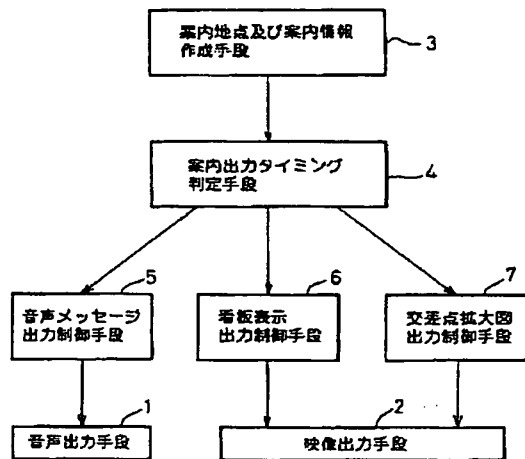 案内地点及び案内情報
作成手段
3
案内出力タイミング
判定手段
4
5
音声メッセージ
出力制御手段
6
看板表示
出力制御手段
7
交差点拡大図
出力制御手段
1
音声出力手段
2
映像出力手段